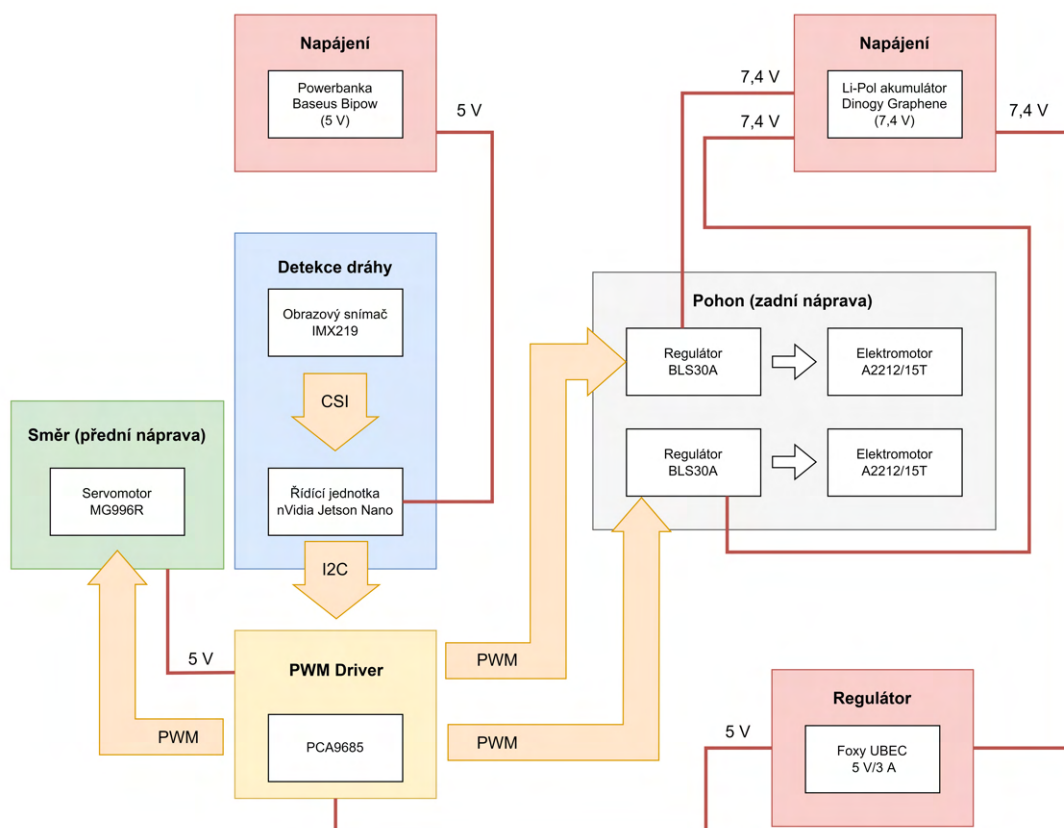 Napájení
Powerbanka
Baseus Bipow
(5 V)
5 V
Napájení
Li-Pol akumulátor
Dinogy Graphene
(7,4 V)
7,4 V
7,4 V
7,4 V
Detekce dráhy
Obrazový snímač
IMX219
CSI
Řídící jednotka
nVidia Jetson Nano
I2C
Pohon (zadní náprava)
Regulátor
BLS30A
Elektromotor
A2212/15T
Regulátor
BLS30A
Elektromotor
A2212/15T
Směr (přední náprava)
Servomotor
MG996R
5 V
PWM
PWM Driver
PCA9685
PWM
PWM
5 V
Regulátor
Foxy UBEC
5 V/3 A